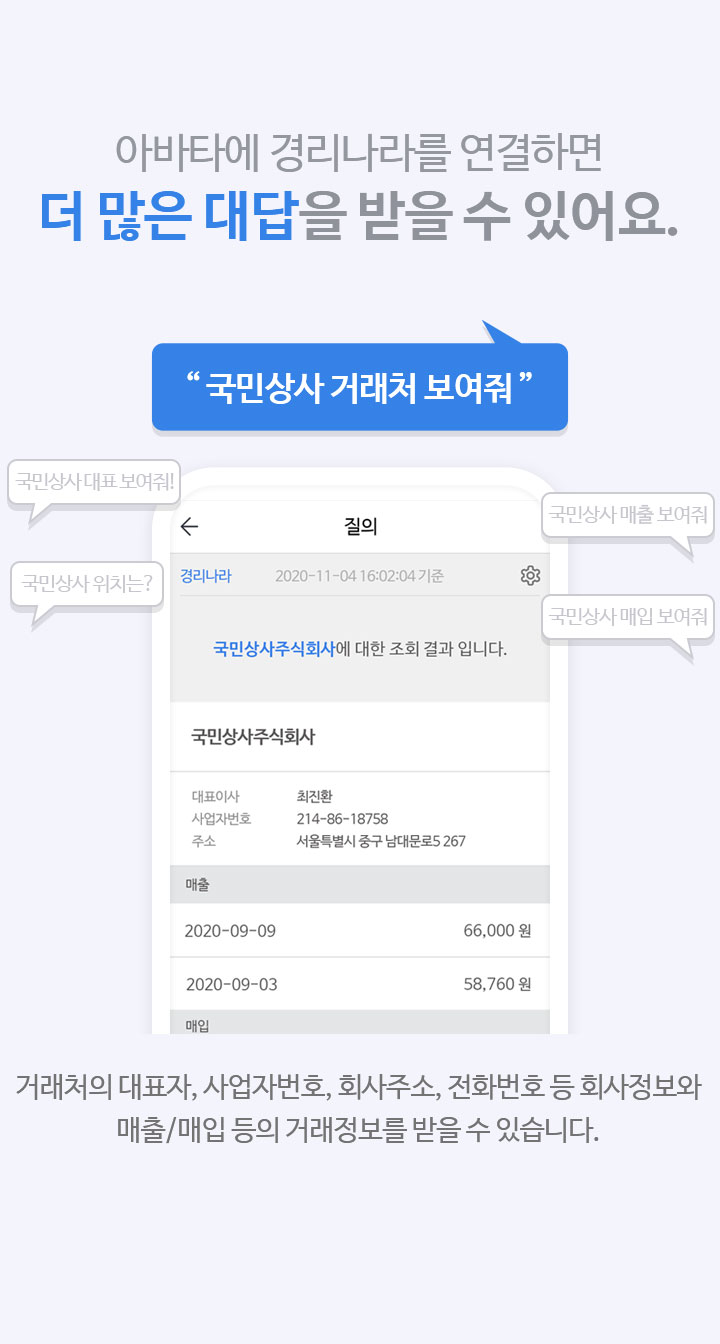 아바타에 경리나라를 연결하면
더 많은 대답을 받을 수 있어요.
“ 국민상사 거래처 보여줘 ”
국민상사 대표 보여줘!
국민상사 매출 보여줘
국민상사 위치는?
국민상사 매입 보여줘
질의
경리나라 2020-11-04 16:02:04 기준
국민상사주식회사에 대한 조회 결과 입니다.
국민상사주식회사
대표이사 최진환
사업자번호 214-86-18758
주소 서울특별시 중구 남대문로5 267
매출
2020-09-09 66,000 원
2020-09-03 58,760 원
매입
거래처의 대표자, 사업자번호, 회사주소, 전화번호 등 회사정보와
매출/매입 등의 거래정보를 받을 수 있습니다.